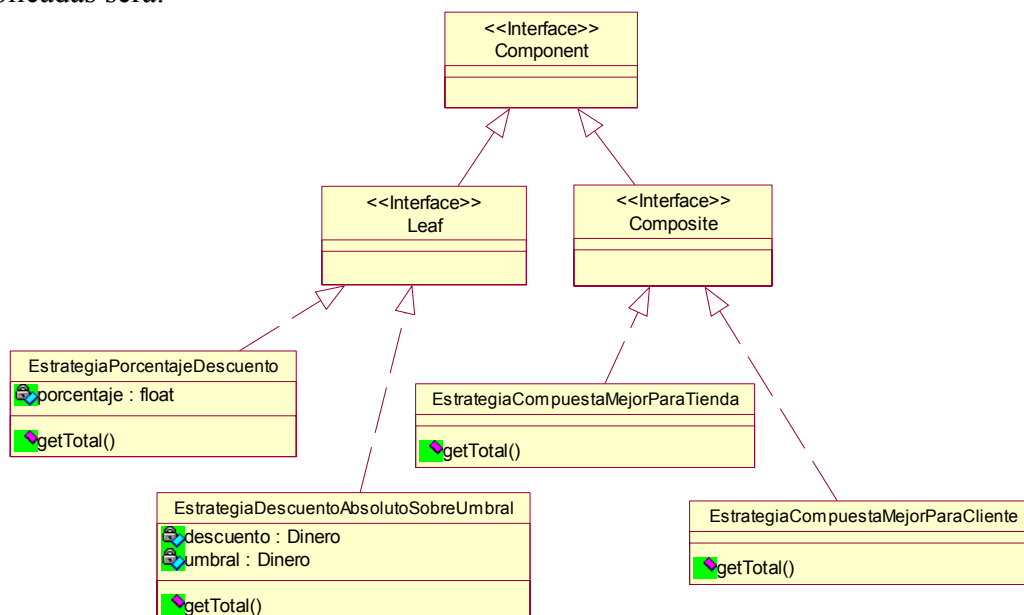 <<Interface>>
Component
<<Interface>>
Leaf
<<Interface>>
Composite
EstrategiaPorcentajeDescuento
porcentaje : float
getTotal()
EstrategiaCompuestaMejorParaTienda
getTotal()
EstrategiaDescuentoAbsolutoSobreUmbral
descuento : Dinero
umbral : Dinero
getTotal()
EstrategiaCompuestaMejorParaCliente
getTotal()